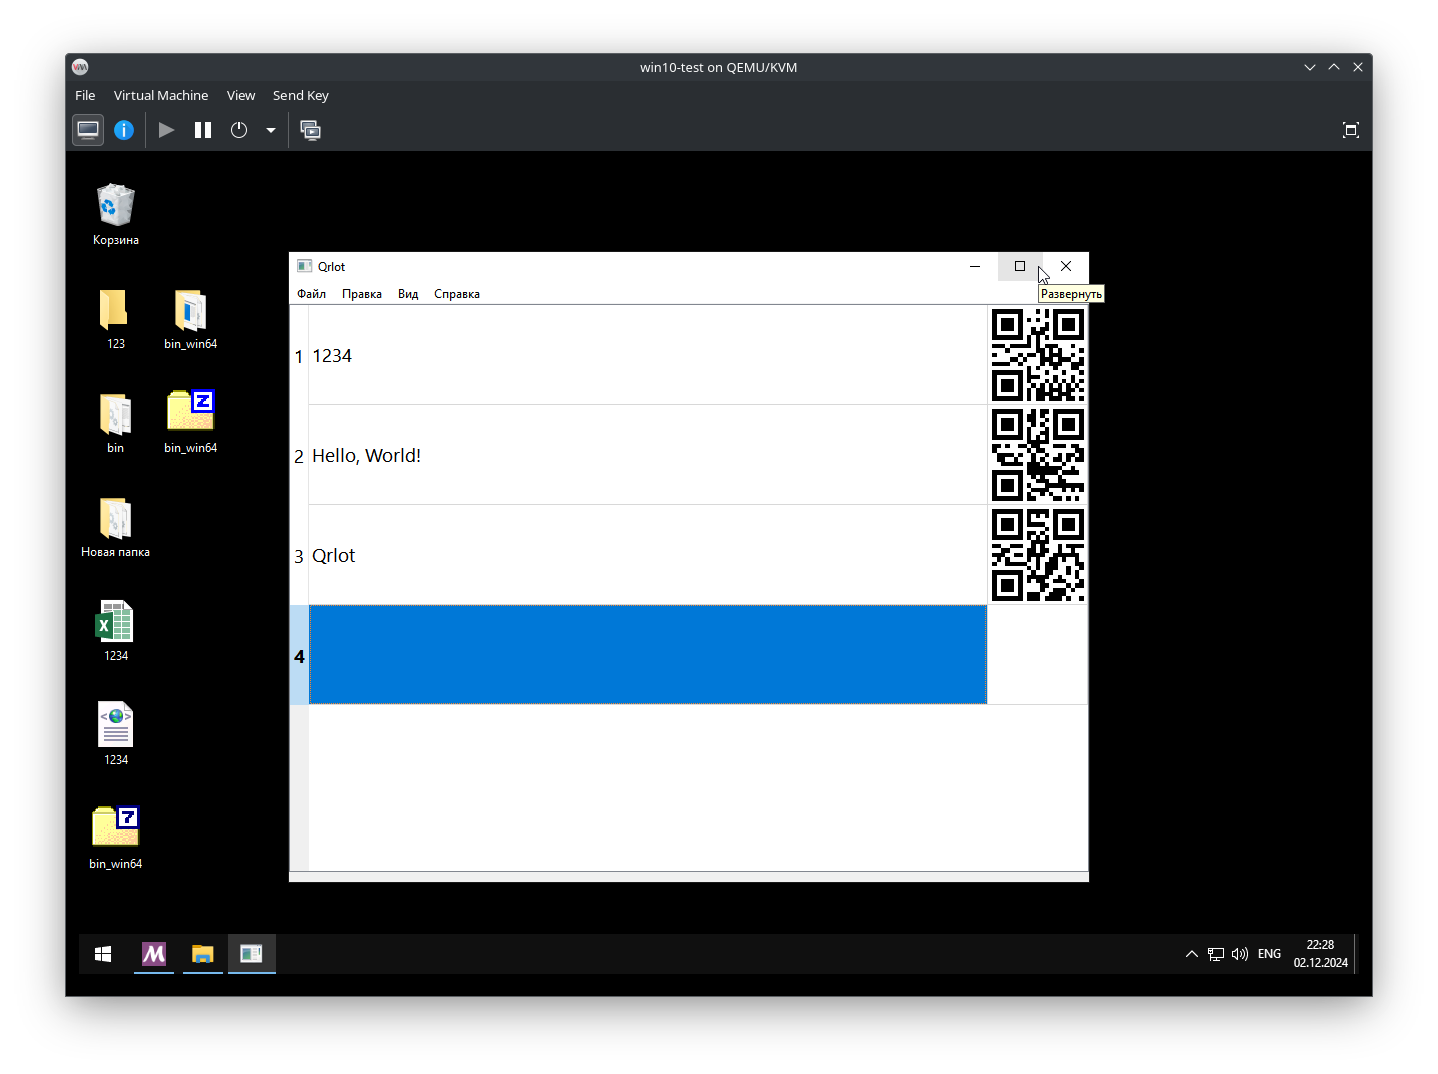 win10-test on QEMU/KVM
File Virtual Machine View Send Key
Корзина
123
bin_win64
bin
bin_win64
Новая папка
1234
1234
bin_win64
Qrlot
Файл Правка Вид Справка
Развернуть
1 1234
2 Hello, World!
3 Qrlot
4
ENG
22:28
02.12.2024